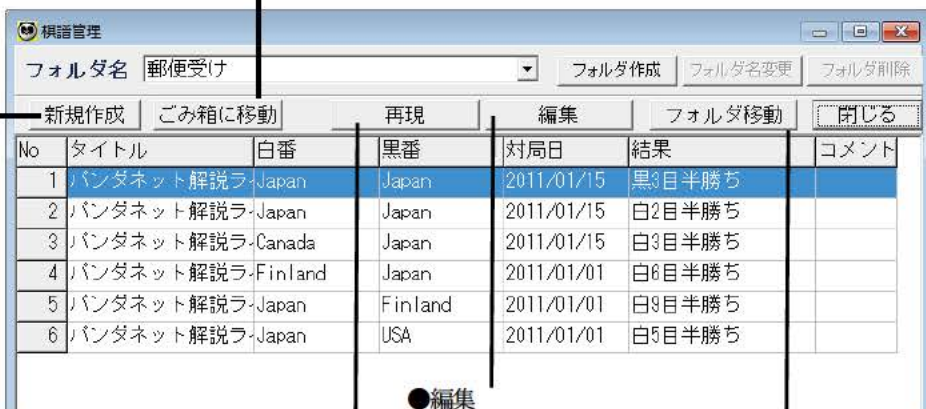 棋譜管理
フォルダ名 郵便受け フォルダ作成 フォルダ名変更 フォルダ削除
新規作成 ごみ箱に移動 再現 編集 フォルダ移動 閉じる
No タイトル 白番 黒番 対局日 結果 コメント
1 パンダネット解説ラ Japan Japan 2011/01/15 黒3目半勝ち
2 パンダネット解説ラ Japan Japan 2011/01/15 白2目半勝ち
3 パンダネット解説ラ Canada Japan 2011/01/15 白3目半勝ち
4 パンダネット解説ラ Finland Japan 2011/01/01 白6目半勝ち
5 パンダネット解説ラ Japan Finland 2011/01/01 白9目半勝ち
6 パンダネット解説ラ Japan USA 2011/01/01 白5目半勝ち
●編集